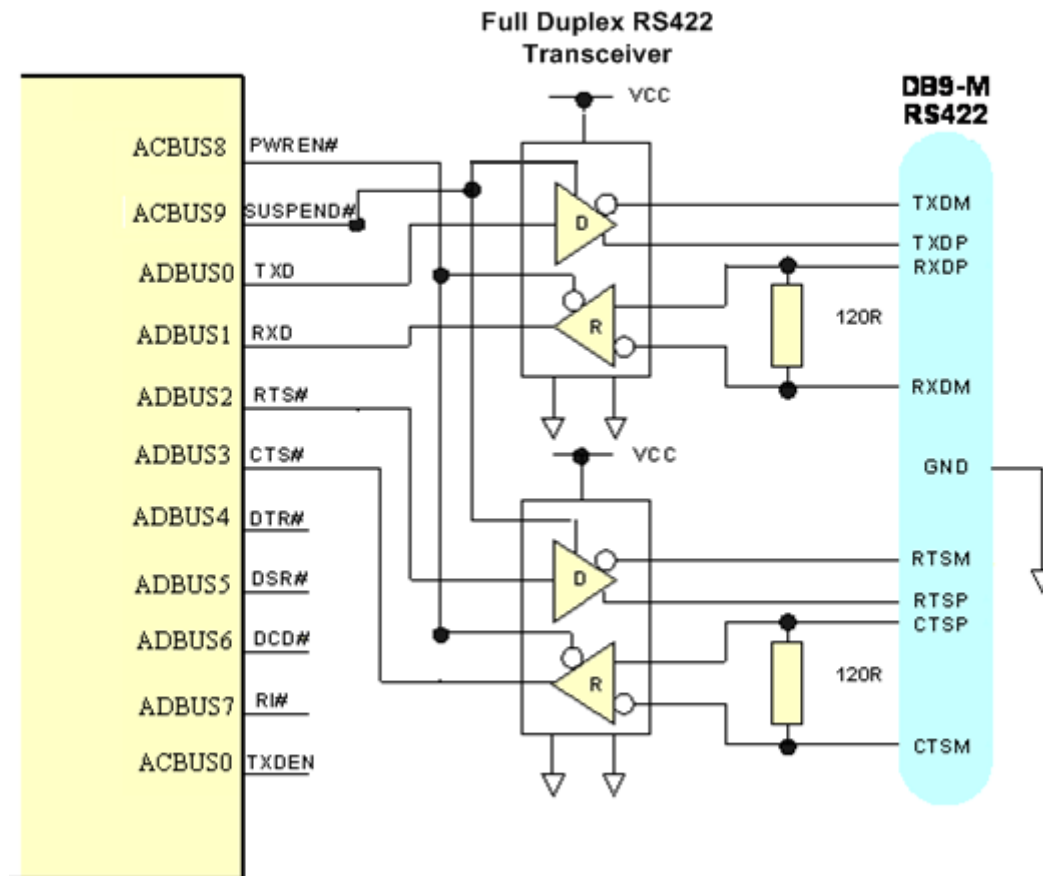 Full Duplex RS422
Transceiver
DB9-M
RS422
VCC
ACBUS8 PWREN#
ACBUS9 SUSPEND#
ADBUS0 TXD
ADBUS1 RXD
ADBUS2 RTS#
ADBUS3 CTS#
ADBUS4 DTR#
ADBUS5 DSR#
ADBUS6 DCD#
ADBUS7 RI#
ACBUS0 TXDEN
D
R
VCC
D
R
120R
120R
TXDM
TXDP
RXDP
RXDM
GND
RTSM
RTSP
CTSP
CTSM